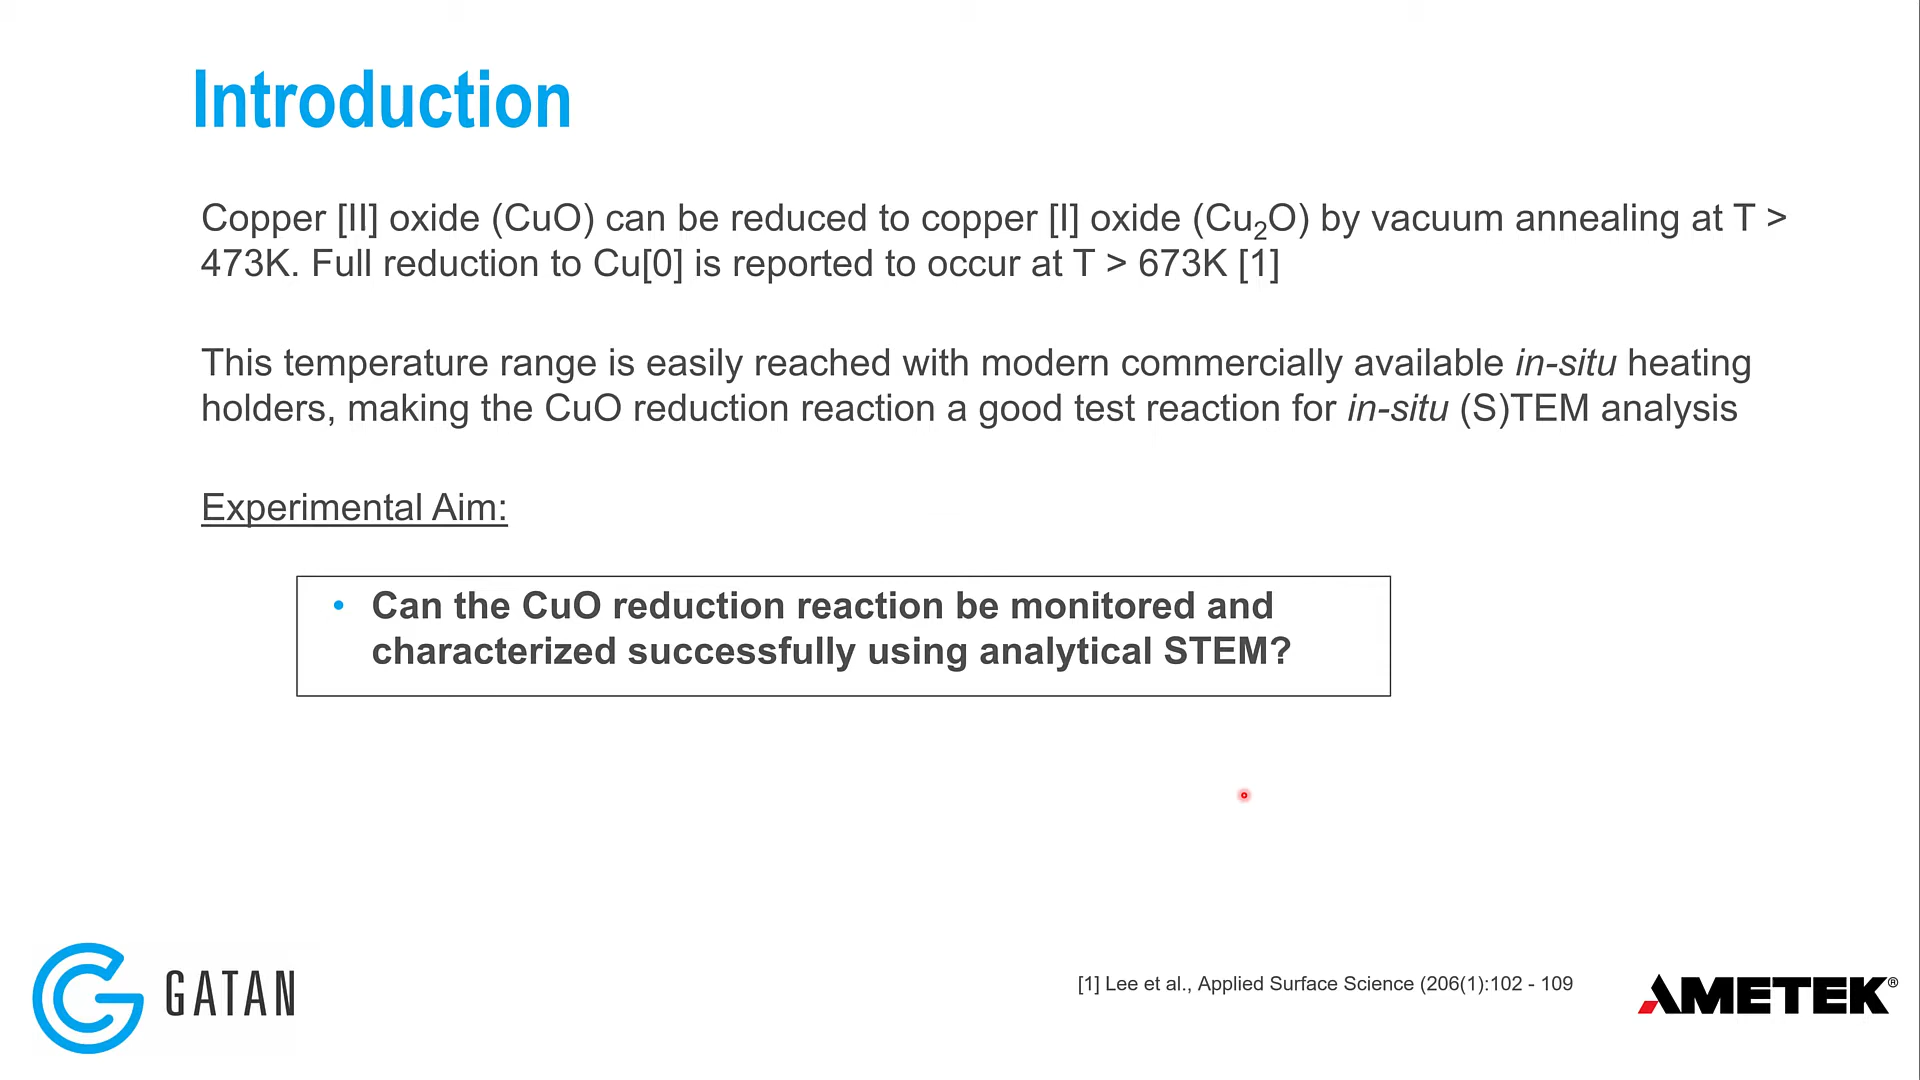 Introduction
Copper [II] oxide (CuO) can be reduced to copper [I] oxide (Cu₂O) by vacuum annealing at T >
473K. Full reduction to Cu[0] is reported to occur at T > 673K [1]
This temperature range is easily reached with modern commercially available in-situ heating
holders, making the CuO reduction reaction a good test reaction for in-situ (S)TEM analysis
Experimental Aim:
• Can the CuO reduction reaction be monitored and
characterized successfully using analytical STEM?
GATAN
[1] Lee et al., Applied Surface Science (206(1):102 - 109
AMETEK®